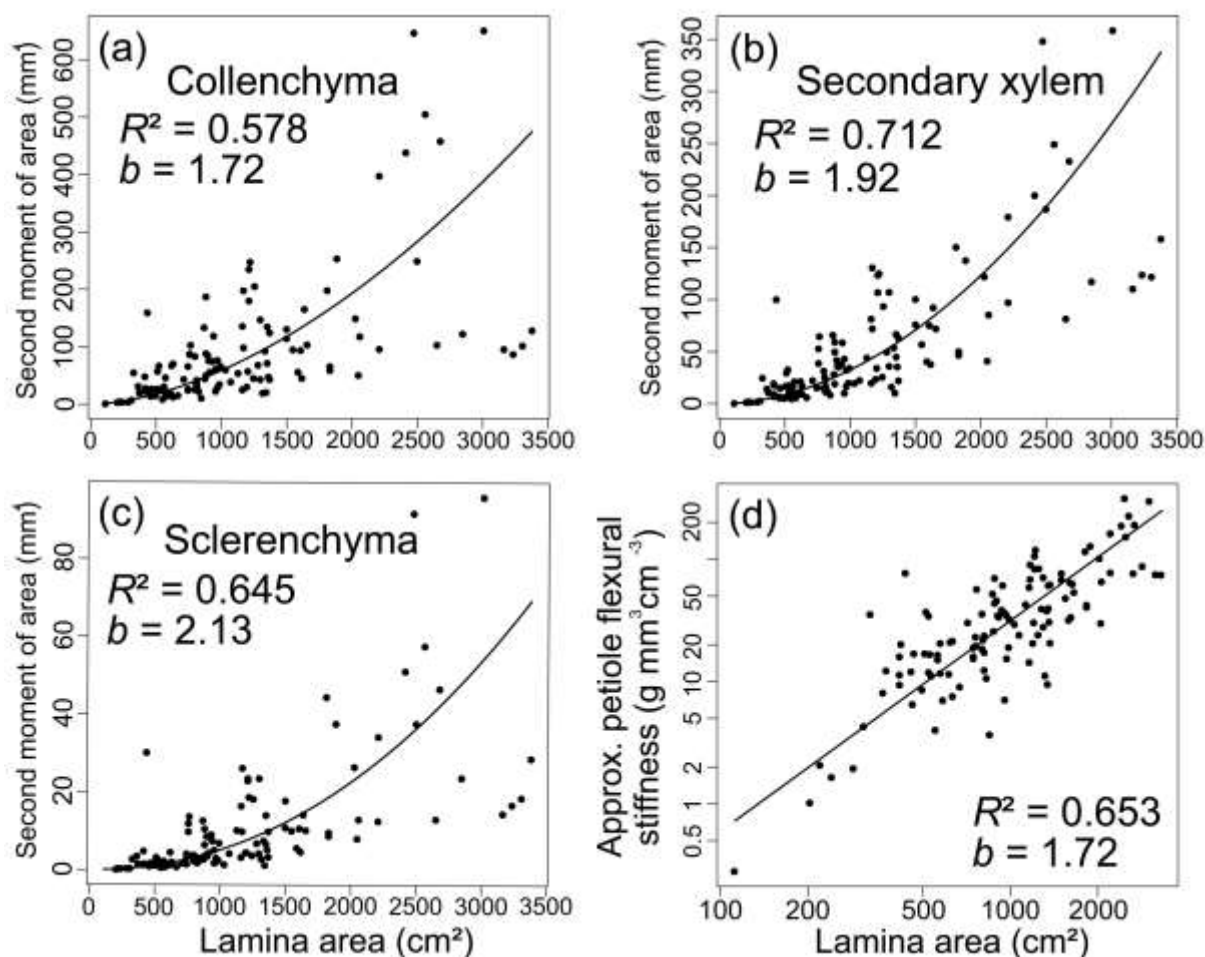 (a)
Collenchyma
R² = 0.578
b = 1.72
Second moment of area (mm⁴)
0 100 200 300 400 500 600
0 500 1000 1500 2000 2500 3000 3500
(b)
Secondary xylem
R² = 0.712
b = 1.92
Second moment of area (mm⁴)
0 50 100 150 200 250 300 350
0 500 1000 1500 2000 2500 3000 3500
(c)
Sclerenchyma
R² = 0.645
b = 2.13
Second moment of area (mm⁴)
0 20 40 60 80
0 500 1000 1500 2000 2500 3000 3500
Lamina area (cm²)
(d)
R² = 0.653
b = 1.72
Approx. petiole flexural
stiffness (g mm³ cm⁻³)
0.5 1 2 5 10 20 50 200
100 200 500 1000 2000
Lamina area (cm²)